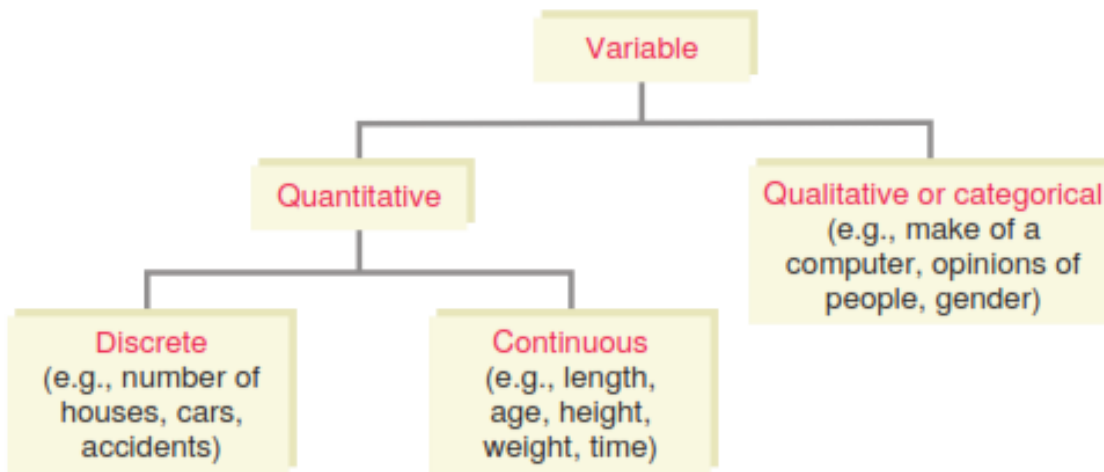 Variable
Quantitative
Qualitative or categorical
(e.g., make of a
computer, opinions of
people, gender)
Discrete
(e.g., number of
houses, cars,
accidents)
Continuous
(e.g., length,
age, height,
weight, time)